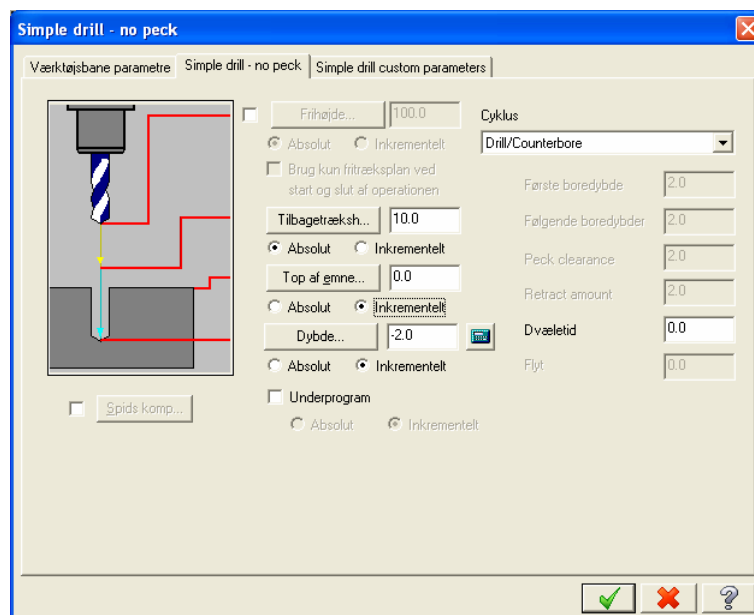 Simple drill - no peck
Værktøjsbane parametre Simple drill - no peck Simple drill custom parameters
Frihøjde... 100.0
Absolut Inkrementelt
Brug kun fritræksplan ved
start og slut af operationen
Tilbagetræksh... 10.0
Absolut Inkrementelt
Top af emne... 0.0
Absolut Inkrementelt
Dybde... -2.0
Absolut Inkrementelt
Underprogram
Absolut Inkrementelt
Spids komp...
Cyklus
Drill/Counterbore
Første boredybde 2.0
Følgende boredybder 2.0
Peck clearance 2.0
Retract amount 2.0
Dvæletid 0.0
Flyt 0.0